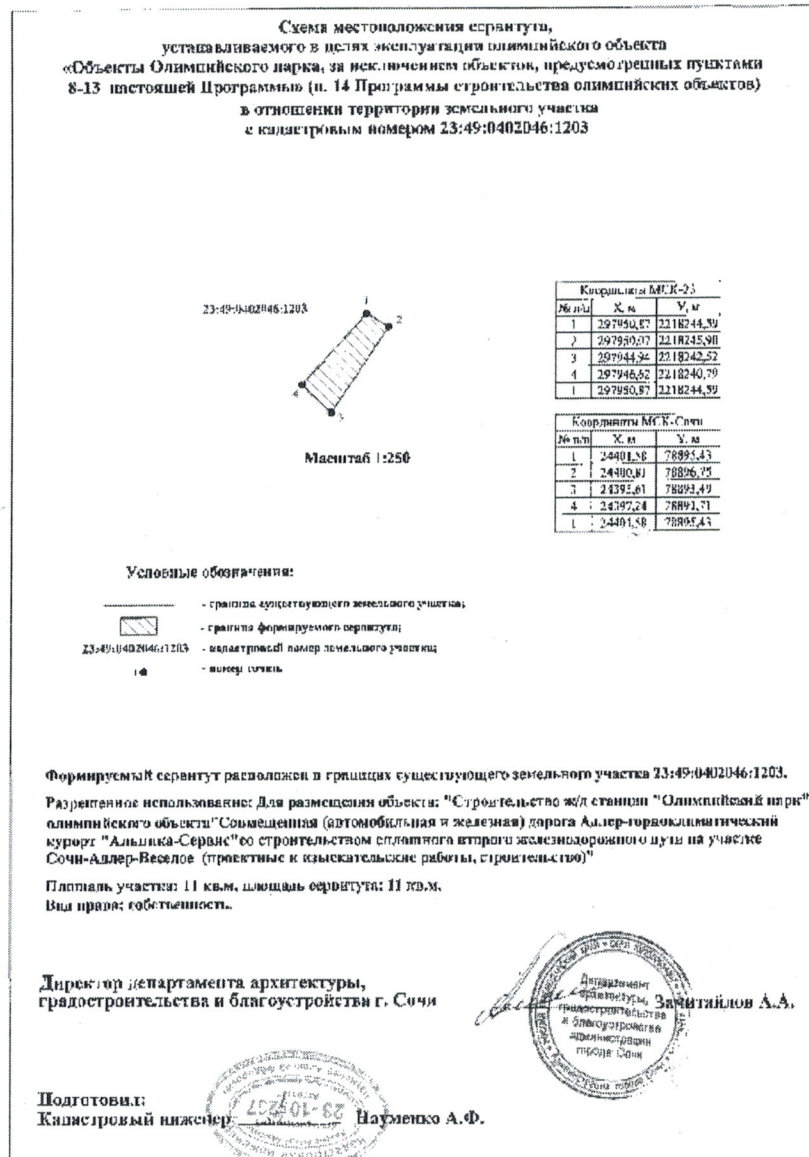 Схема местоположения сервитута,
устанавливаемого в целях эксплуатации олимпийского объекта
«Объекты Олимпийского парка, за исключением объектов, предусмотренных пунктами
8-13 настоящей Программы» (п. 14 Программы строительства олимпийских объектов)
в отношении территории земельного участка
с кадастровым номером 23:49:0402046:1203
23:49:0402046:1203
1
2
4
3
Масштаб 1:250
Координаты МСК-23
№ п/п X, м У, м
1 297950,87 2218244,59
2 297950,07 2218245,90
3 297944,94 2218242,52
4 297946,62 2218240,79
1 297950,87 2218244,59
Координаты МСК-Сочи
№ п/п X, м У, м
1 24401,58 78895,43
2 24400,81 78896,75
3 24395,61 78893,49
4 24397,24 78891,71
1 24401,58 78895,43
Условные обозначения:
- граница существующего земельного участка;
- граница формируемого сервитута;
23:49:0402046:1203 - кадастровый номер земельного участка;
1 - номер точки.
Формируемый сервитут расположен в границах существующего земельного участка 23:49:0402046:1203.
Разрешенное использование: Для размещения объекта: "Строительство ж/д станции "Олимпийский парк"
олимпийского объекта"Совмещенная (автомобильная и железная) дорога Адлер-горноклиматический
курорт "Альпика-Сервис"со строительством сплошного второго железнодорожного пути на участке
Сочи-Адлер-Веселое (проектные и изыскательские работы, строительство)"
Площадь участка: 11 кв.м, площадь сервитута: 11 кв.м.
Вид права: собственность.
Директор департамента архитектуры,
градостроительства и благоустройства г. Сочи
Департамент
архитектуры,
градостроительства
и благоустройства
администрации
города Сочи
Зачитайлов А.А.
Подготовил:
Кадастровый инженер Науменко А.Ф.